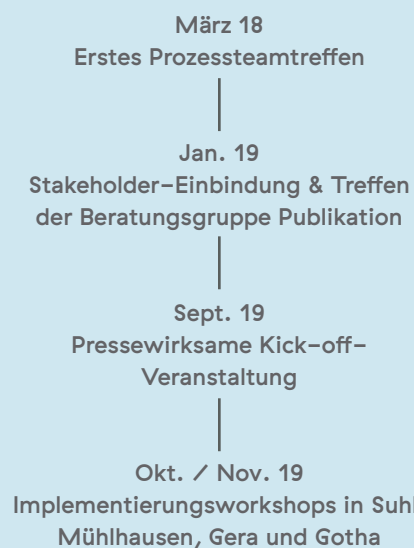 März 18
Erstes Prozessteamtreffen
Jan. 19
Stakeholder–Einbindung & Treffen
der Beratungsgruppe Publikation
Sept. 19
Pressewirksame Kick–off–
Veranstaltung
Okt. / Nov. 19
Implementierungsworkshops in Suhl
Mühlhausen, Gera und Gotha